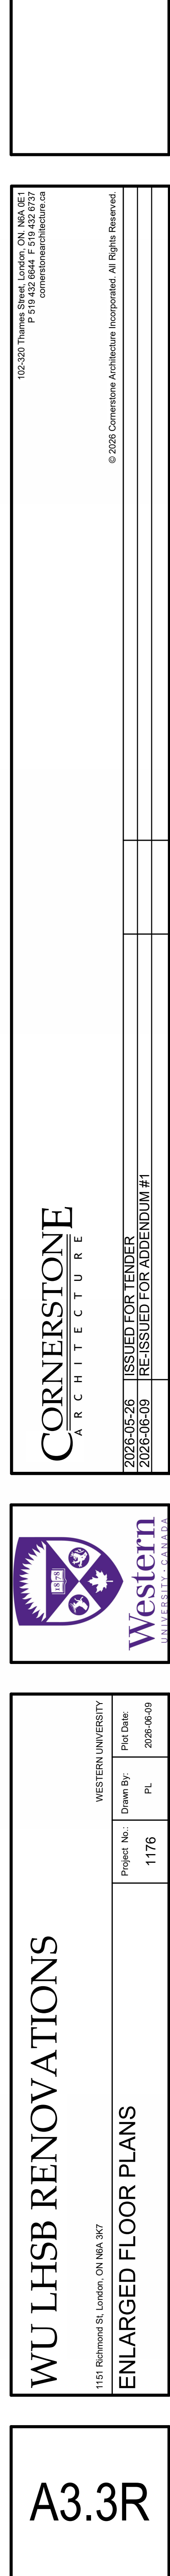 102-320 Thames Street, London, ON. N6A 0E1
P 519 432 6644 F 519 432 6737
cornerstonearchitecture.ca
© 2026 Cornerstone Architecture Incorporated. All Rights Reserved.
CORNERSTONE
ARCHITECTURE
2026-05-26 ISSUED FOR TENDER
2026-06-09 RE-ISSUED FOR ADDENDUM #1
1878
Western
UNIVERSITY · CANADA
WU LHSB RENOVATIONS
WESTERN UNIVERSITY
1151 Richmond St, London, ON N6A 3K7
ENLARGED FLOOR PLANS
Project No.:
1176
Drawn By:
PL
Plot Date:
2026-06-09
A3.3R